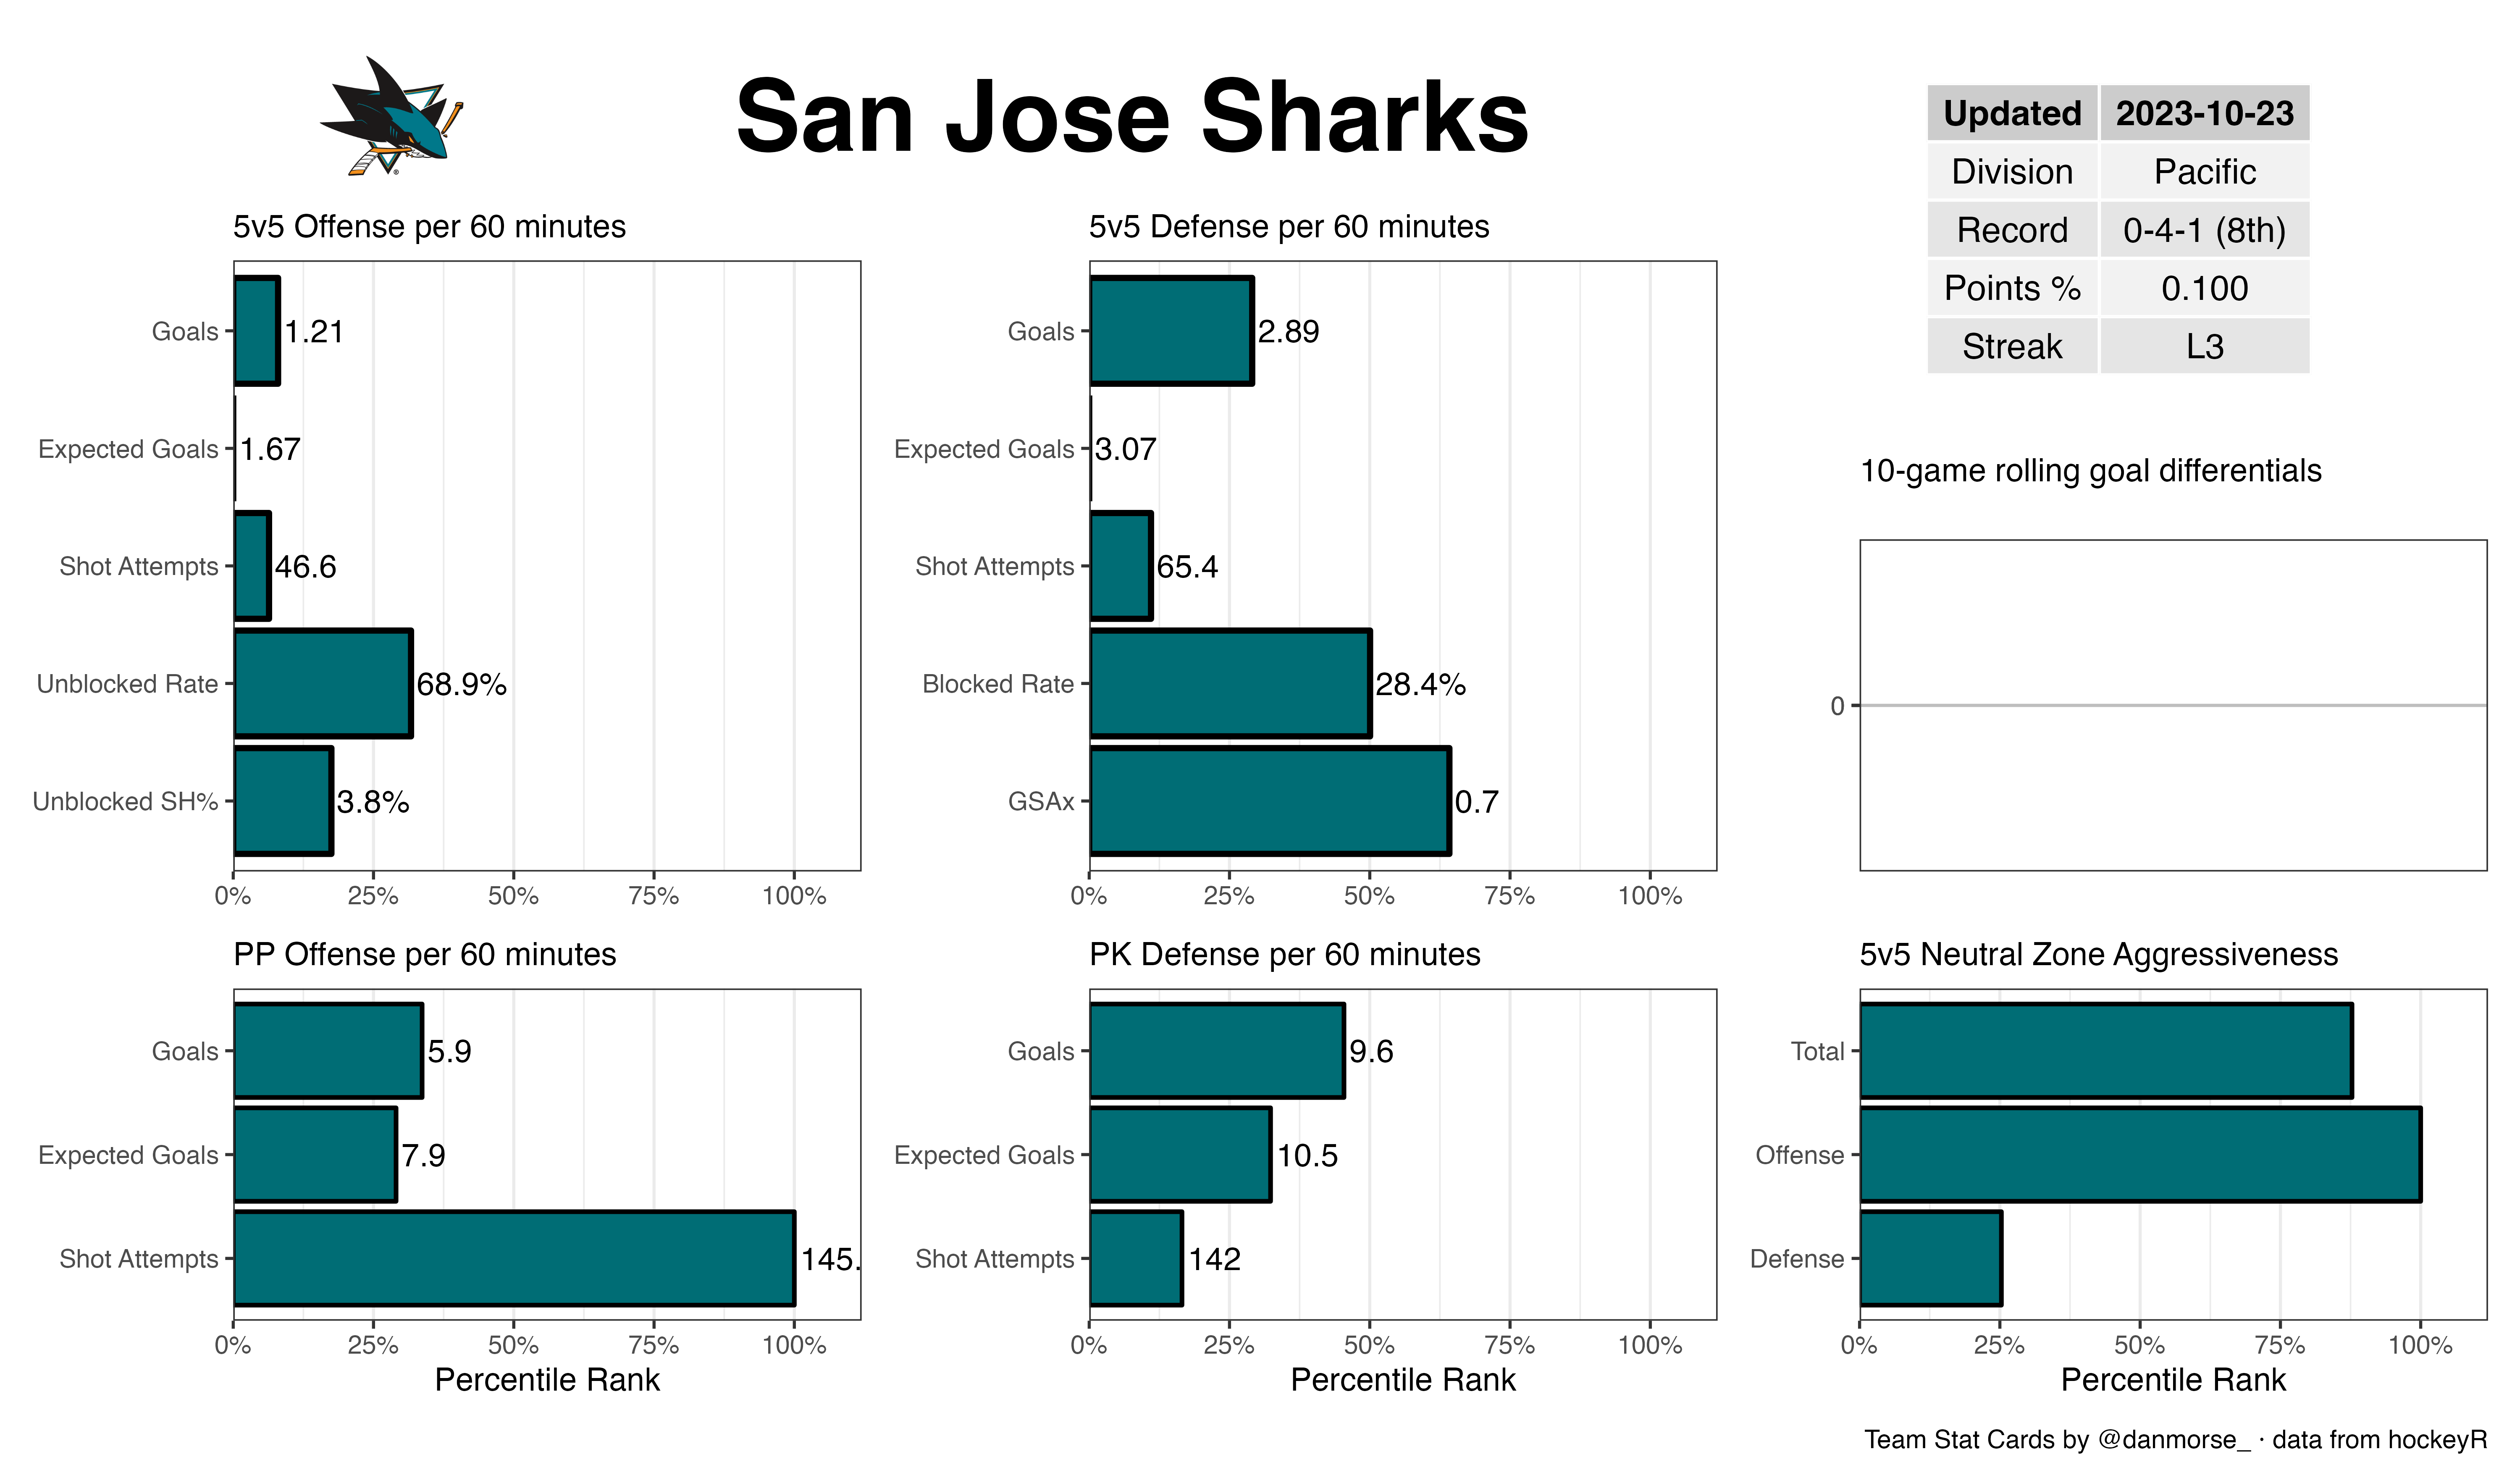 San Jose Sharks
Updated 2023-10-23
Division Pacific
Record 0-4-1 (8th)
Points % 0.100
Streak L3
5v5 Offense per 60 minutes
Goals 1.21
Expected Goals 1.67
Shot Attempts 46.6
Unblocked Rate 68.9%
Unblocked SH% 3.8%
0% 25% 50% 75% 100%
5v5 Defense per 60 minutes
Goals 2.89
Expected Goals 3.07
Shot Attempts 65.4
Blocked Rate 28.4%
GSAx 0.7
0% 25% 50% 75% 100%
10-game rolling goal differentials
0
PP Offense per 60 minutes
Goals 5.9
Expected Goals 7.9
Shot Attempts 145.
0% 25% 50% 75% 100%
Percentile Rank
PK Defense per 60 minutes
Goals 9.6
Expected Goals 10.5
Shot Attempts 142
0% 25% 50% 75% 100%
Percentile Rank
5v5 Neutral Zone Aggressiveness
Total
Offense
Defense
0% 25% 50% 75% 100%
Percentile Rank
Team Stat Cards by @danmorse_ · data from hockeyR